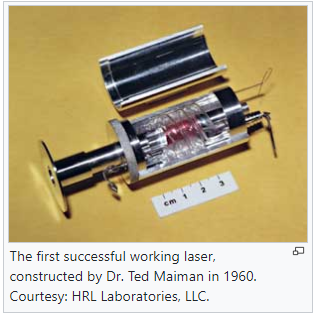 cm 1 2 3
The first successful working laser,
constructed by Dr. Ted Maiman in 1960.
Courtesy: HRL Laboratories, LLC.